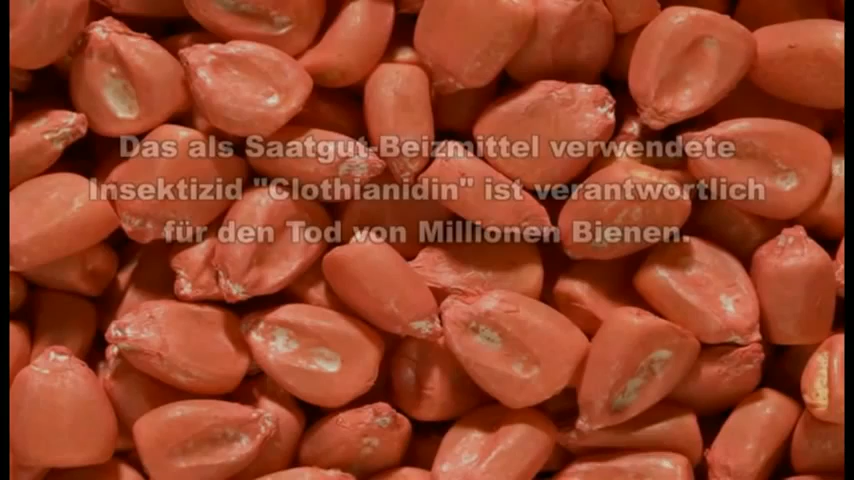 Das als Saatgut-Beizmittel verwendete
Insektizid "Clothianidin" ist verantwortlich
für den Tod von Millionen Bienen.